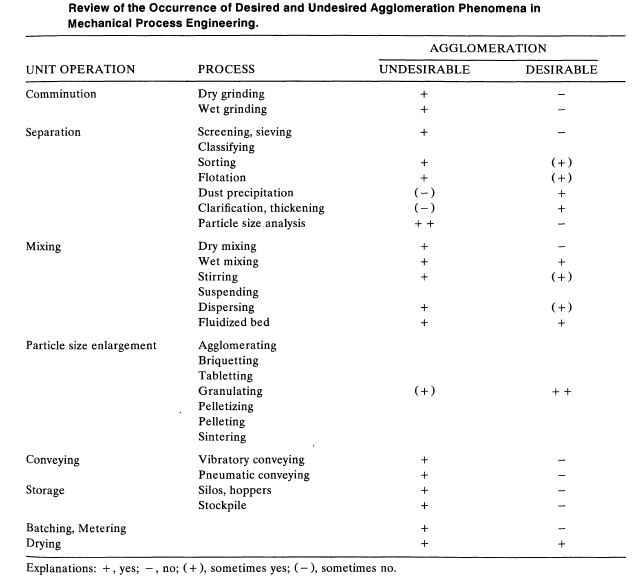 Review of the Occurrence of Desired and Undesired Agglomeration Phenomena in
Mechanical Process Engineering.
AGGLOMERATION
UNIT OPERATION PROCESS UNDESIRABLE DESIRABLE
Comminution Dry grinding + −
Wet grinding + −
Separation Screening, sieving + −
Classifying
Sorting + (+)
Flotation + (+)
Dust precipitation (−) +
Clarification, thickening (−) +
Particle size analysis ++ −
Mixing Dry mixing + −
Wet mixing + +
Stirring + (+)
Suspending
Dispersing + (+)
Fluidized bed + +
Particle size enlargement Agglomerating
Briquetting
Tabletting
Granulating (+) ++
Pelletizing
Pelleting
Sintering
Conveying Vibratory conveying + −
Pneumatic conveying + −
Storage Silos, hoppers + −
Stockpile + −
Batching, Metering + −
Drying + +
Explanations: +, yes; −, no; (+), sometimes yes; (−), sometimes no.